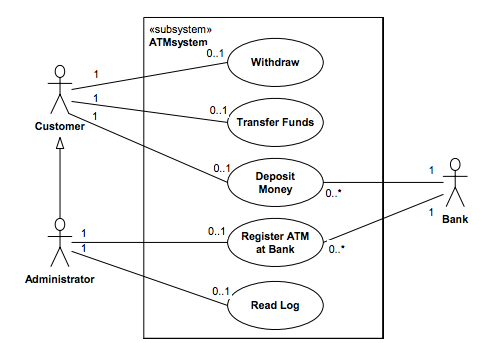 «subsystem»
ATMsystem
0..1
Withdraw
1
1
0..1
Transfer Funds
1
Customer
0..1
Deposit
Money
0..*
1
Bank
1
1
0..1
Register ATM
at Bank
0..*
1
Administrator
0..1
Read Log